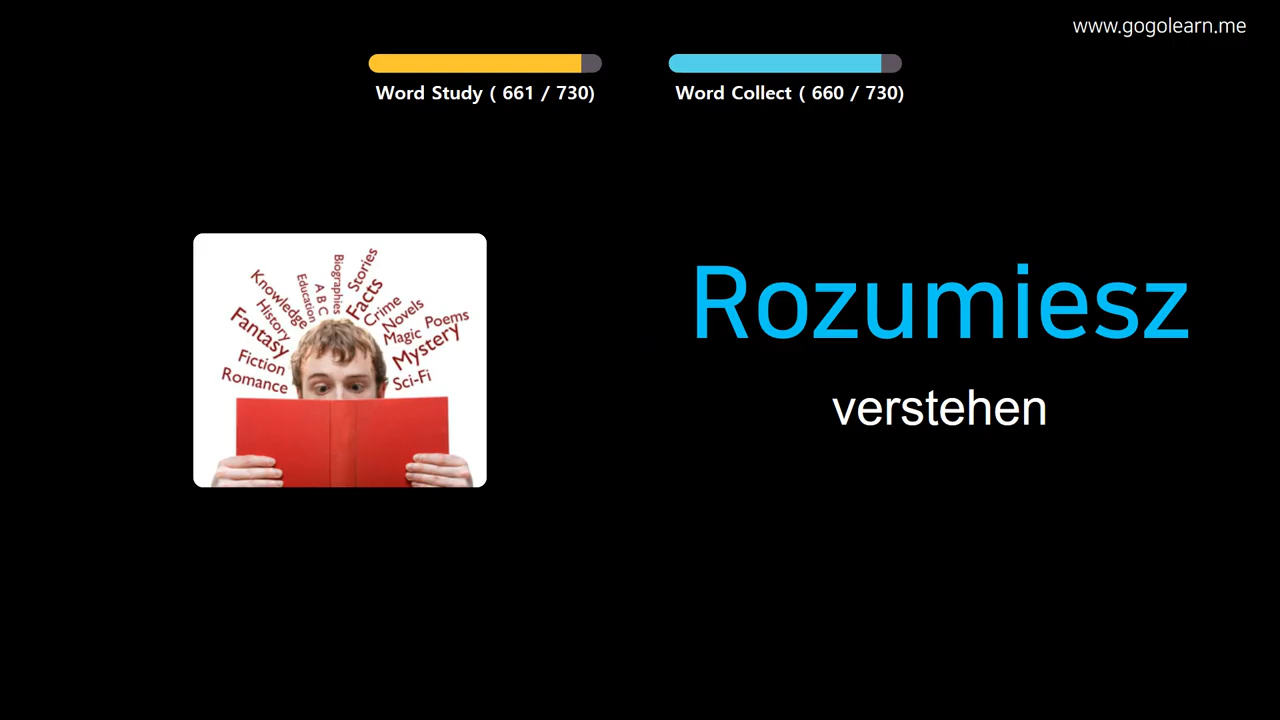 www.gogolearn.me
Word Study ( 661 / 730)
Word Collect ( 660 / 730)
Rozumiesz
verstehen
Knowledge
History
Education
A B C
Biographies
Stories
Facts
Crime
Novels
Magic
Poems
Mystery
Sci-Fi
Fantasy
Fiction
Romance